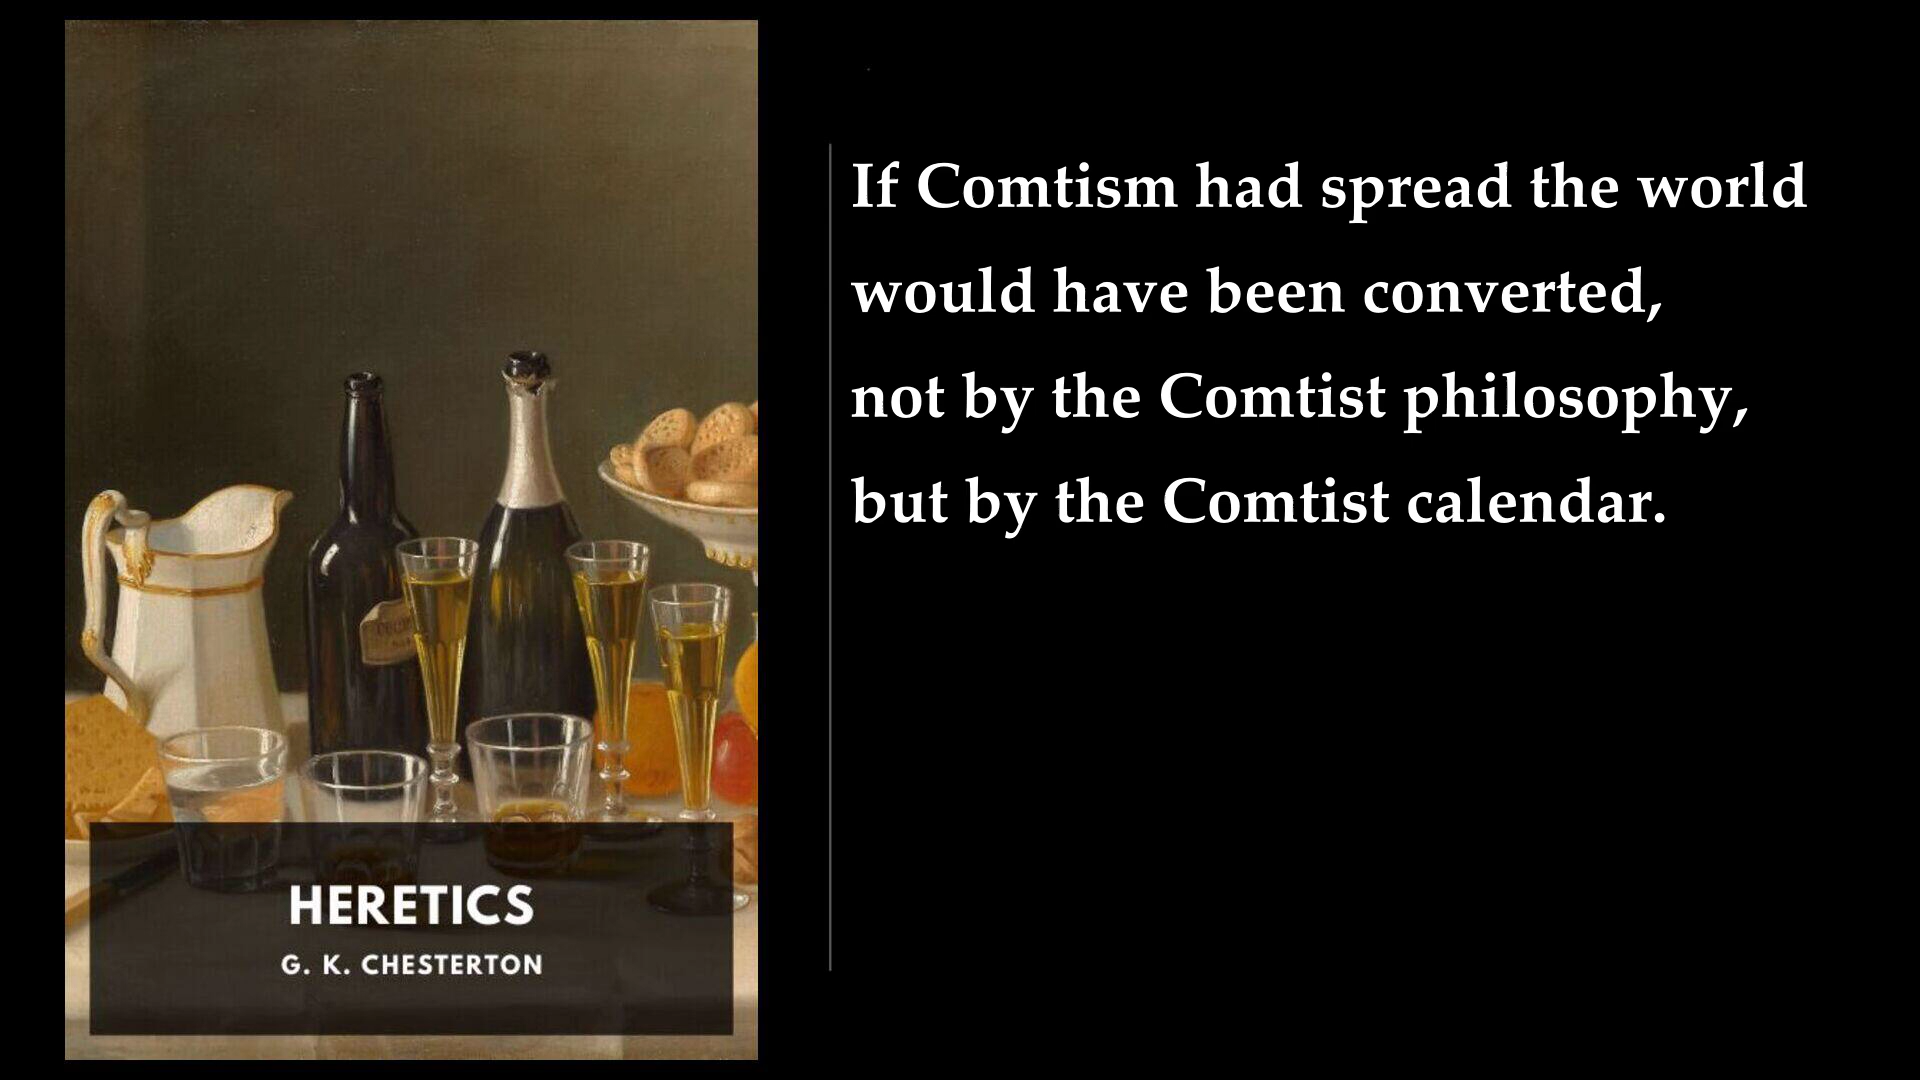 If Comtism had spread the world
would have been converted,
not by the Comtist philosophy,
but by the Comtist calendar.
HERETICS
G. K. CHESTERTON